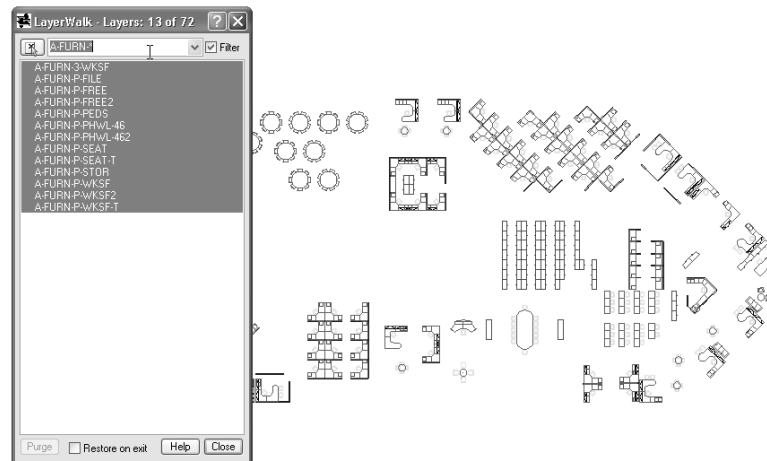 LayerWalk - Layers: 13 of 72
A-FURN-* Filter
A-FURN-3-WKSF
A-FURN-P-FILE
A-FURN-P-FREE
A-FURN-P-FREE2
A-FURN-P-PEDS
A-FURN-P-PHWL-46
A-FURN-P-PHWL-462
A-FURN-P-SEAT
A-FURN-P-SEAT-T
A-FURN-P-STOR
A-FURN-P-WKSF
A-FURN-P-WKSF2
A-FURN-P-WKSF-T
Purge Restore on exit Help Close